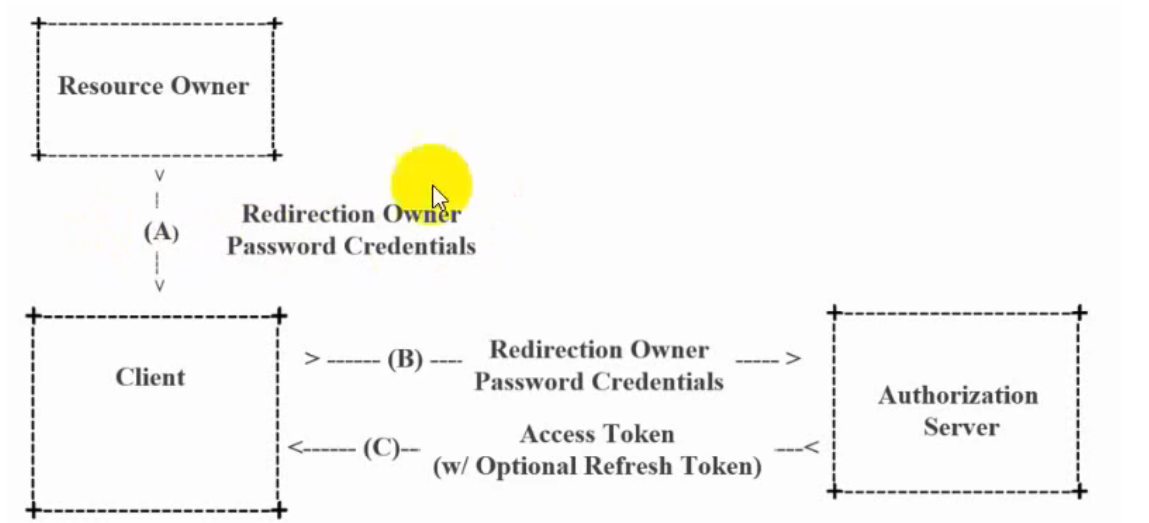 Resource Owner
(A)
Redirection Owner
Password Credentials
Client
> ------ (B) ----
Redirection Owner
Password Credentials
----- >
<------ (C)--
Access Token
(w/ Optional Refresh Token)
---<
Authorization
Server